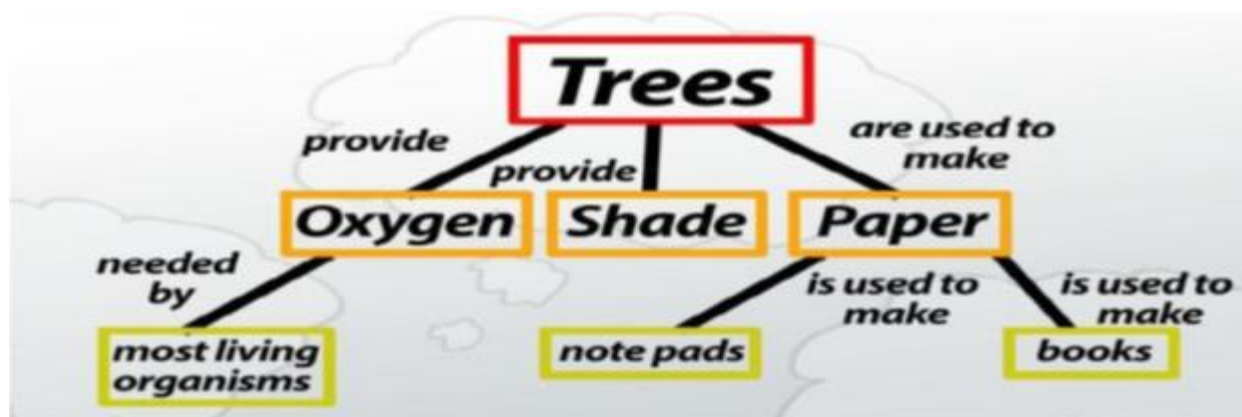 Trees
provide
provide
are used to
make
Oxygen
Shade
Paper
needed
by
is used to
make
is used to
make
most living
organisms
note pads
books